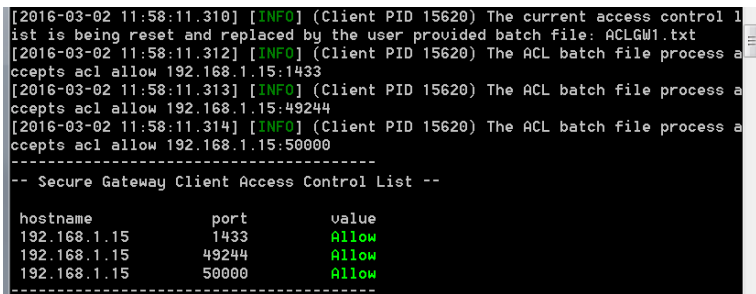 [2016-03-02 11:58:11.310] [INFO] (Client PID 15620) The current access control l
ist is being reset and replaced by the user provided batch file: ACLGW1.txt
[2016-03-02 11:58:11.312] [INFO] (Client PID 15620) The ACL batch file process a
ccepts acl allow 192.168.1.15:1433
[2016-03-02 11:58:11.313] [INFO] (Client PID 15620) The ACL batch file process a
ccepts acl allow 192.168.1.15:49244
[2016-03-02 11:58:11.314] [INFO] (Client PID 15620) The ACL batch file process a
ccepts acl allow 192.168.1.15:50000
----------------------------------------
-- Secure Gateway Client Access Control List --
hostname port value
192.168.1.15 1433 Allow
192.168.1.15 49244 Allow
192.168.1.15 50000 Allow
----------------------------------------